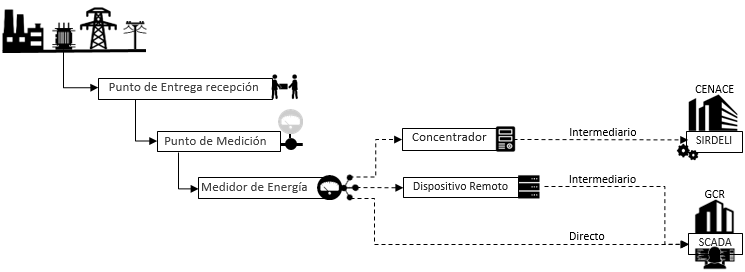 CENACE
Punto de Entrega recepción
Concentrador
Intermediario
SIRDELI
Punto de Medición
Medidor de Energía
Dispositivo Remoto
Intermediario
GCR
Directo
SCADA